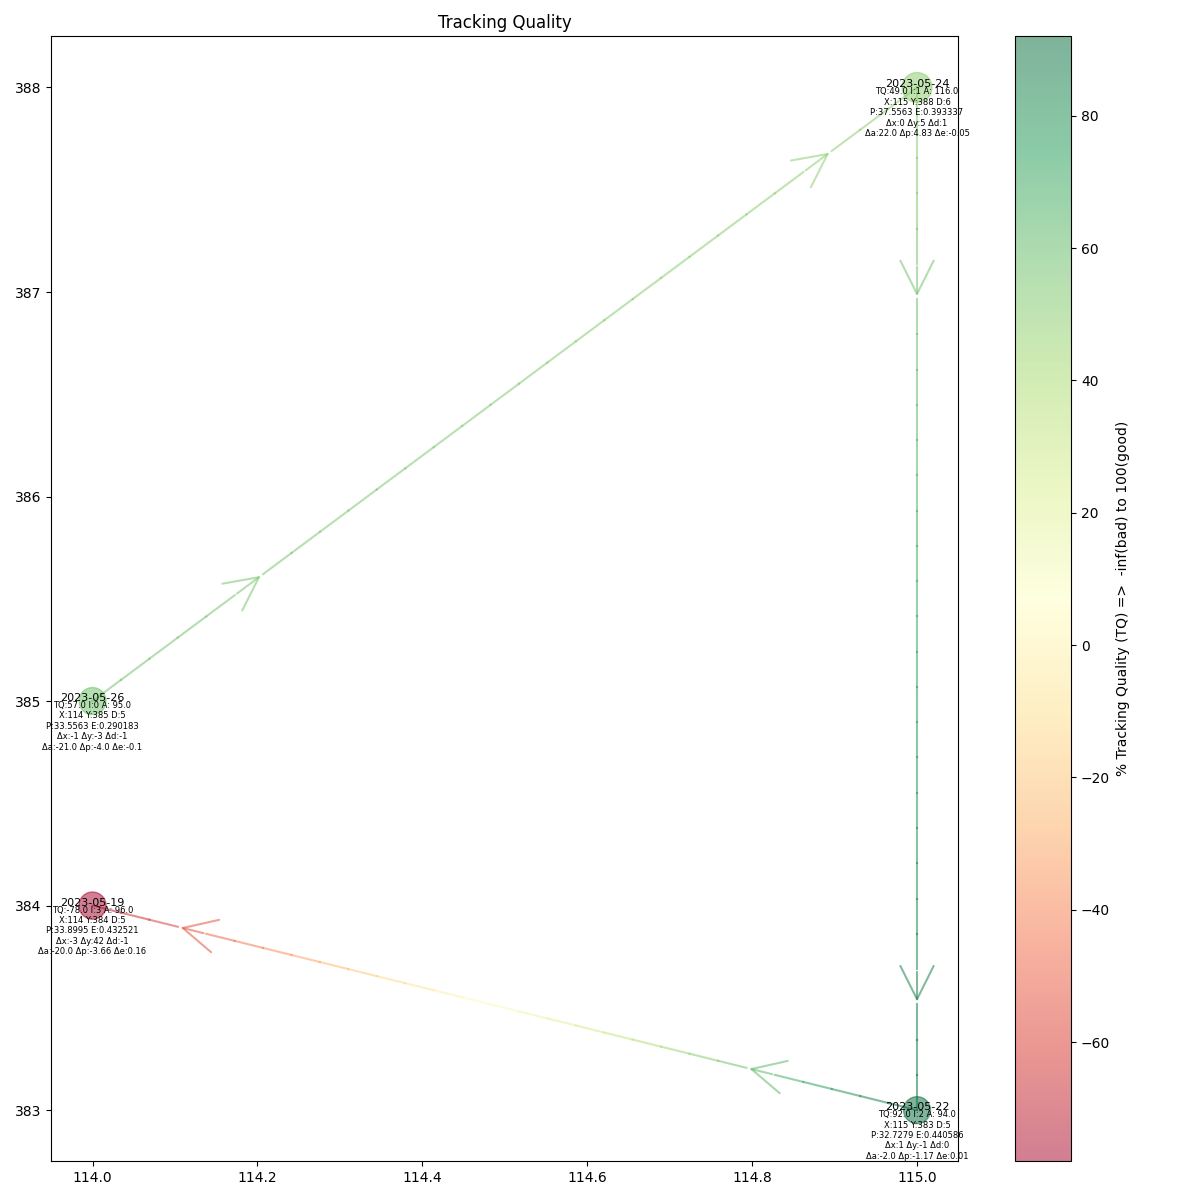 Tracking Quality
388
387
386
385
384
383
114.0
114.2
114.4
114.6
114.8
115.0
2023-05-24
TQ:49.0 I:1 A: 116.0
X:115 Y:388 D:6
P:37.5563 E:0.393337
Δx:0 Δy:5 Δd:1
Δa:22.0 Δp:4.83 Δe:-0.05
2023-05-26
TQ:57.0 I:0 A: 95.0
X:114 Y:385 D:5
P:33.5563 E:0.290183
Δx:-1 Δy:-3 Δd:-1
Δa:-21.0 Δp:-4.0 Δe:-0.1
2023-05-19
TQ:-78.0 I:3 A: 96.0
X:114 Y:384 D:5
P:33.8995 E:0.432521
Δx:-3 Δy:42 Δd:-1
Δa:-20.0 Δp:-3.66 Δe:0.16
2023-05-22
TQ:92.0 I:2 A: 94.0
X:115 Y:383 D:5
P:32.7279 E:0.440586
Δx:1 Δy:-1 Δd:0
Δa:-2.0 Δp:-1.17 Δe:0.01
80
60
40
20
0
−20
−40
−60
% Tracking Quality (TQ) =>  -inf(bad) to 100(good)